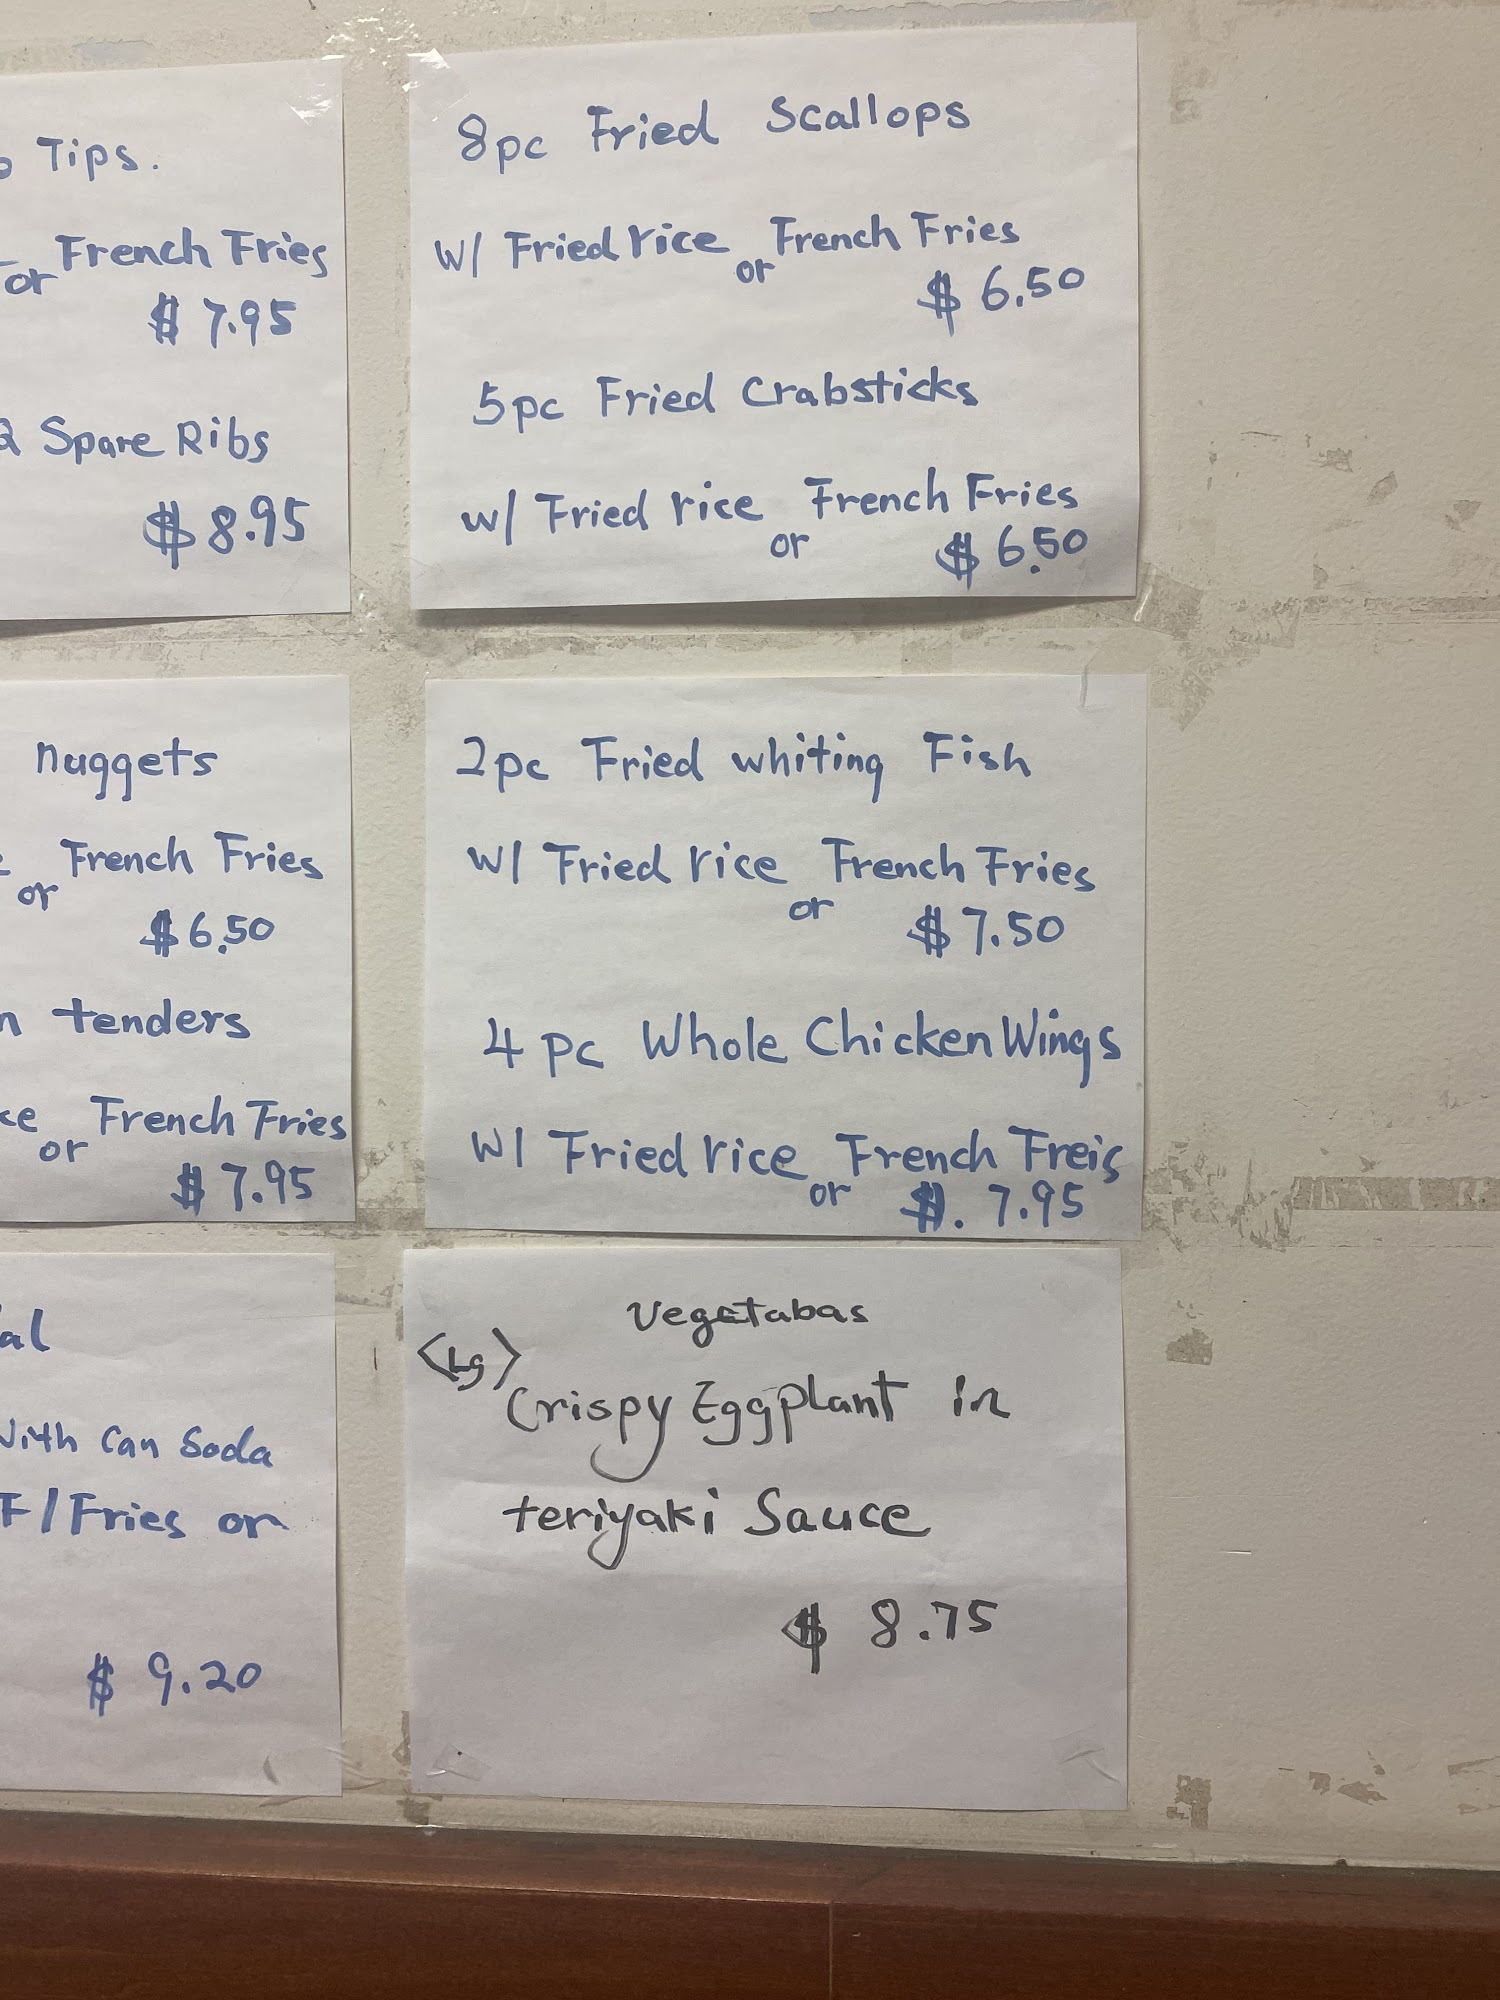 Tips.
or French Fries
$ 7.95
2 Spare Ribs
$ 8.95
8pc Fried Scallops
w/ Fried rice or French Fries
$ 6.50
5pc Fried Crabsticks
w/ Fried rice or French Fries
$ 6.50
nuggets
or French Fries
$ 6.50
tenders
or French Fries
$ 7.95
2pc Fried whiting Fish
w/ Fried rice or French Fries
$ 7.50
4 pc Whole Chicken Wings
w/ Fried rice or French Freis
$. 7.95
al
With Can Soda
F/Fries or
$ 9.20
Vegetabas
<Lg>
Crispy Eggplant in
teriyaki Sauce
$ 8.75